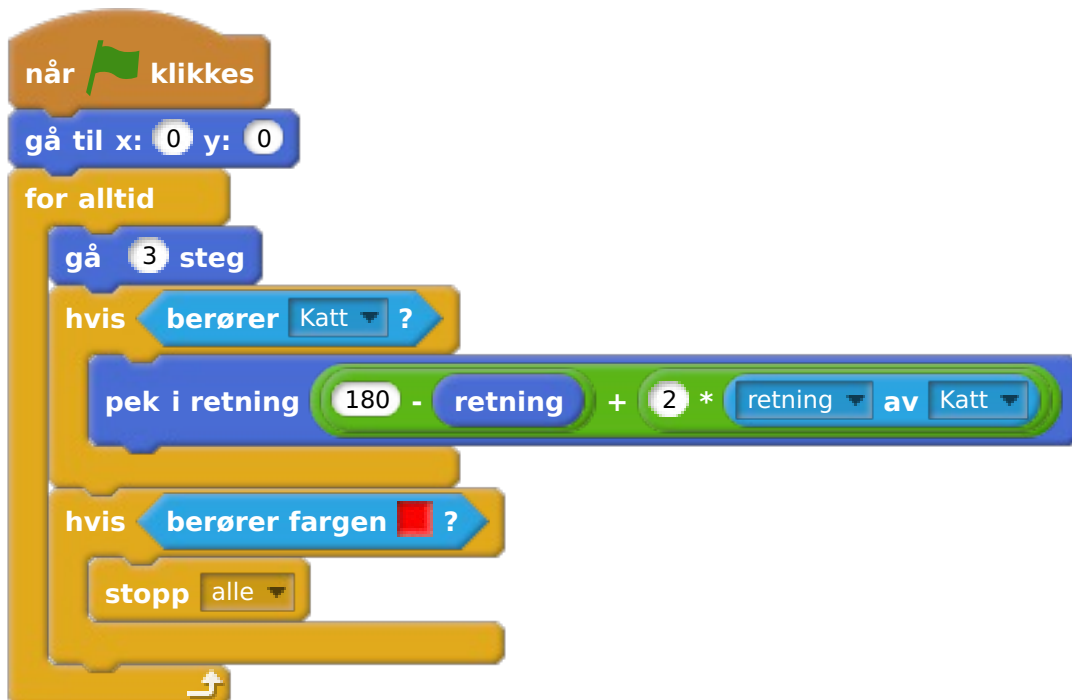 når klikkes
gå til x: 0 y: 0
for alltid
gå 3 steg
hvis berører Katt ?
pek i retning 180 - retning + 2 * retning av Katt
hvis berører fargen ?
stopp alle